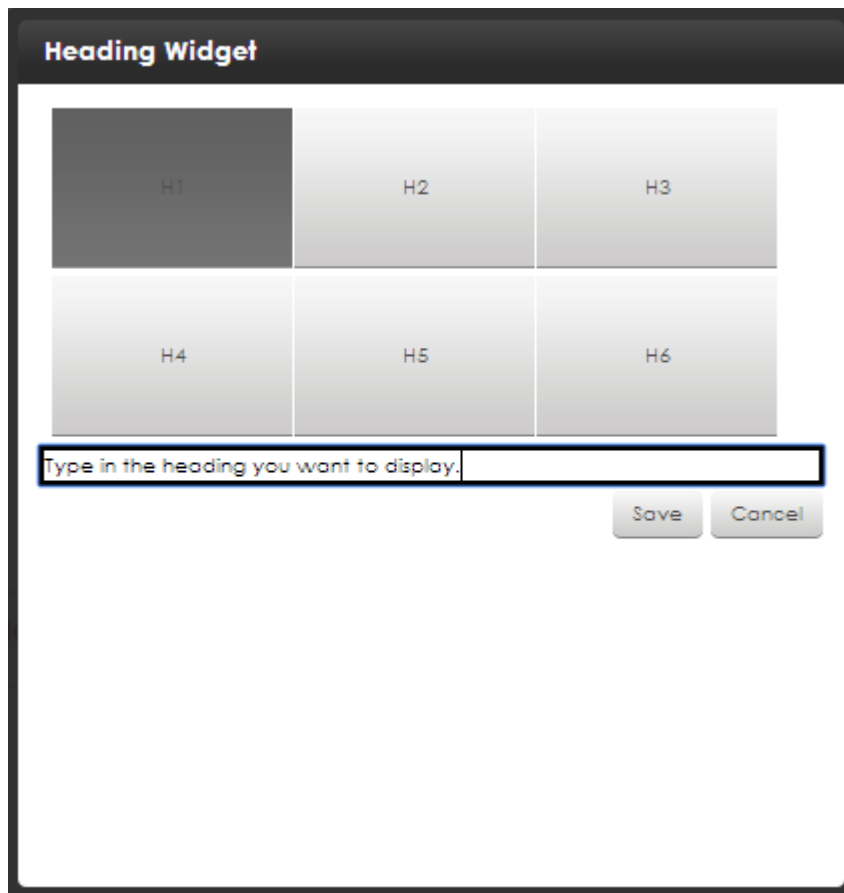 Heading Widget
H1 H2 H3
H4 H5 H6
Type in the heading you want to display.
Save Cancel